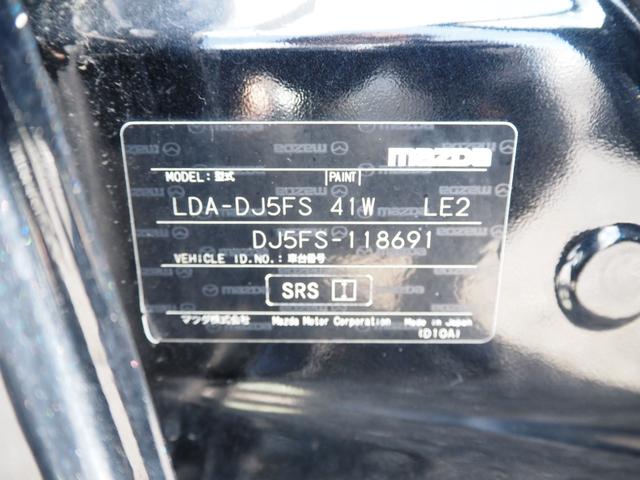 mazda
MODEL: 型式 PAINT
LDA-DJ5FS 41W LE2
DJ5FS-118691
VEHICLE ID.NO.: 車台番号
SRS I
マツダ株式会社 Mazda Motor Corporation Made in Japan
(D10A)